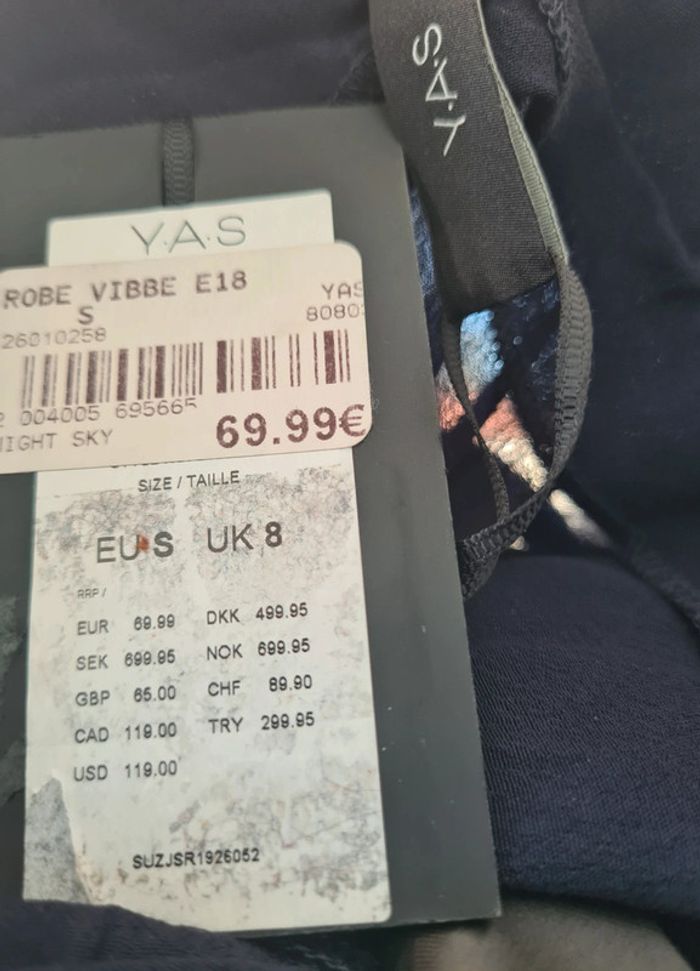 Y.A.S
Y.A.S
ROBE VIBBE E18
S
YAS
26010258
8080
2 004005 695665
NIGHT SKY
69.99€
SIZE / TAILLE
EU S UK 8
RRP /
EUR 69.99 DKK 499.95
SEK 699.95 NOK 699.95
GBP 65.00 CHF 89.90
CAD 119.00 TRY 299.95
USD 119.00
SUZJSR1926052